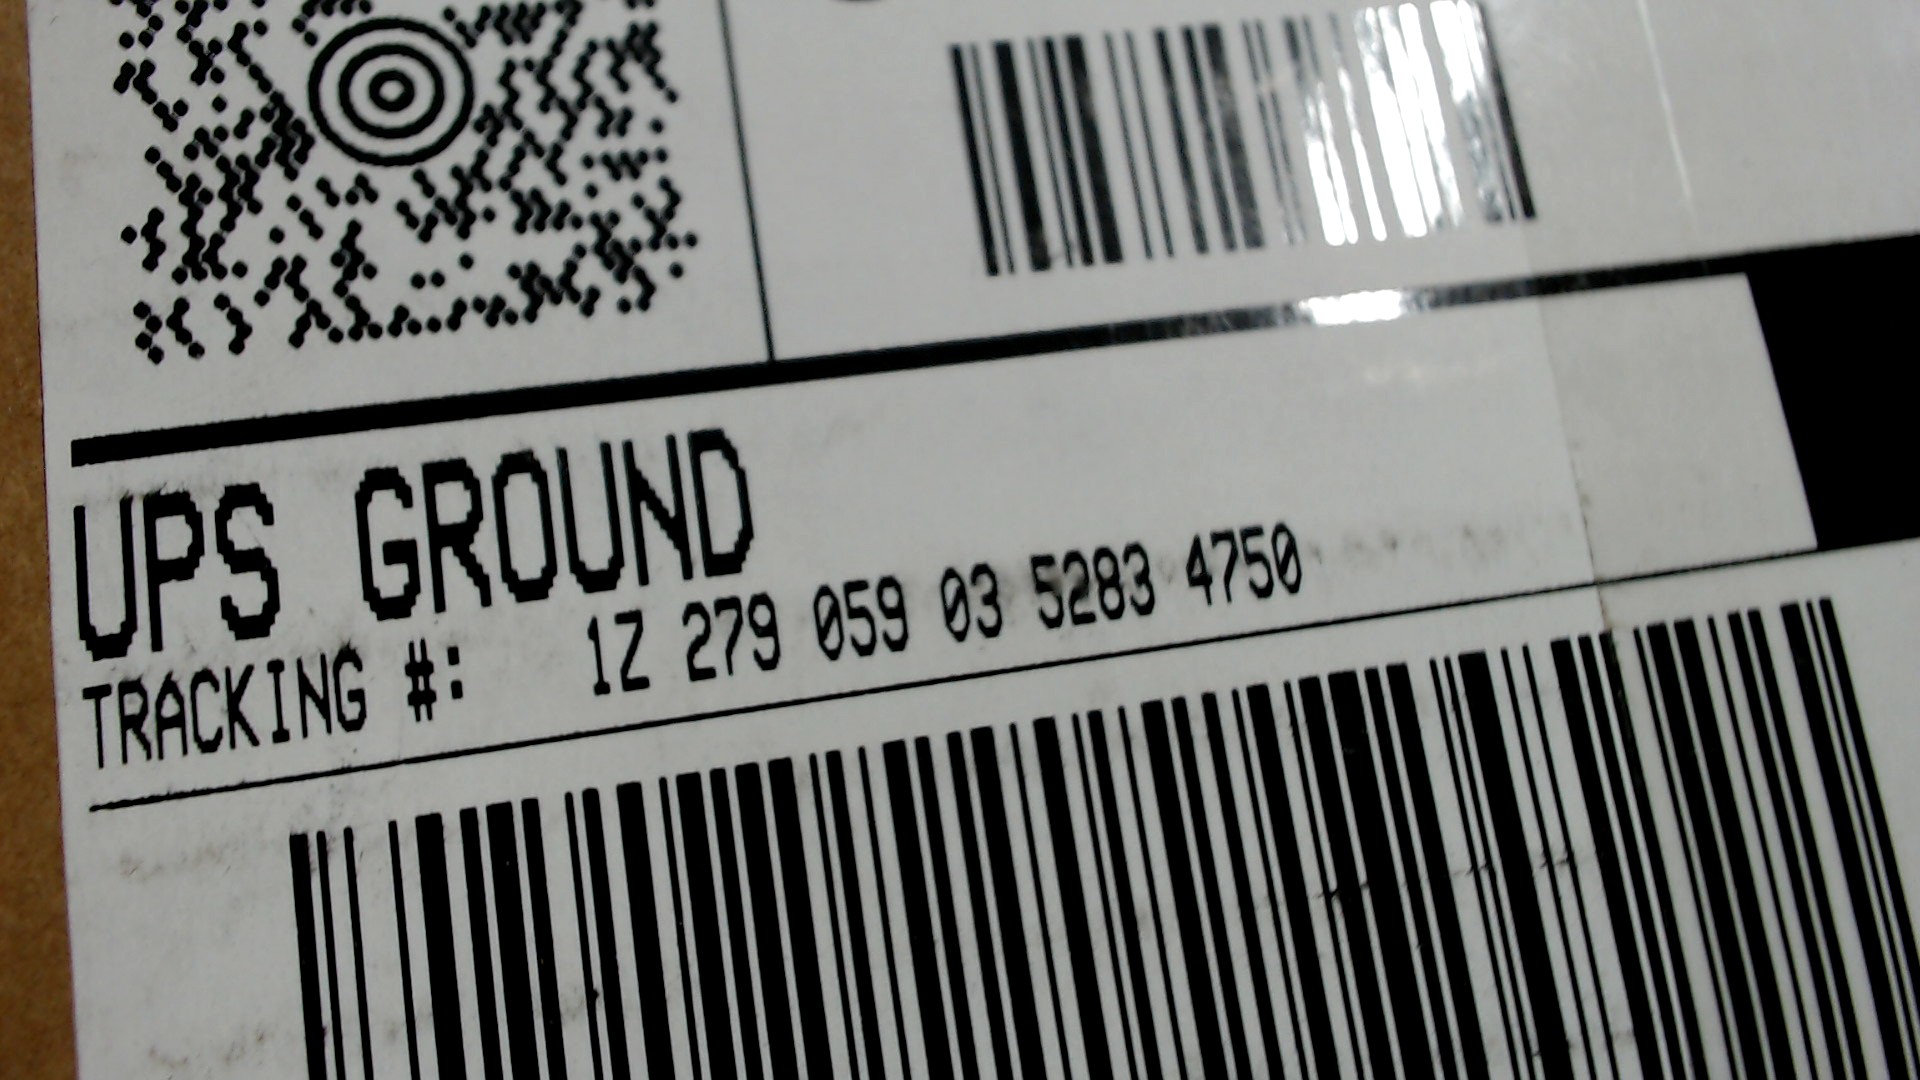 UPS GROUND
TRACKING #: 1Z 279 059 03 5283 4750